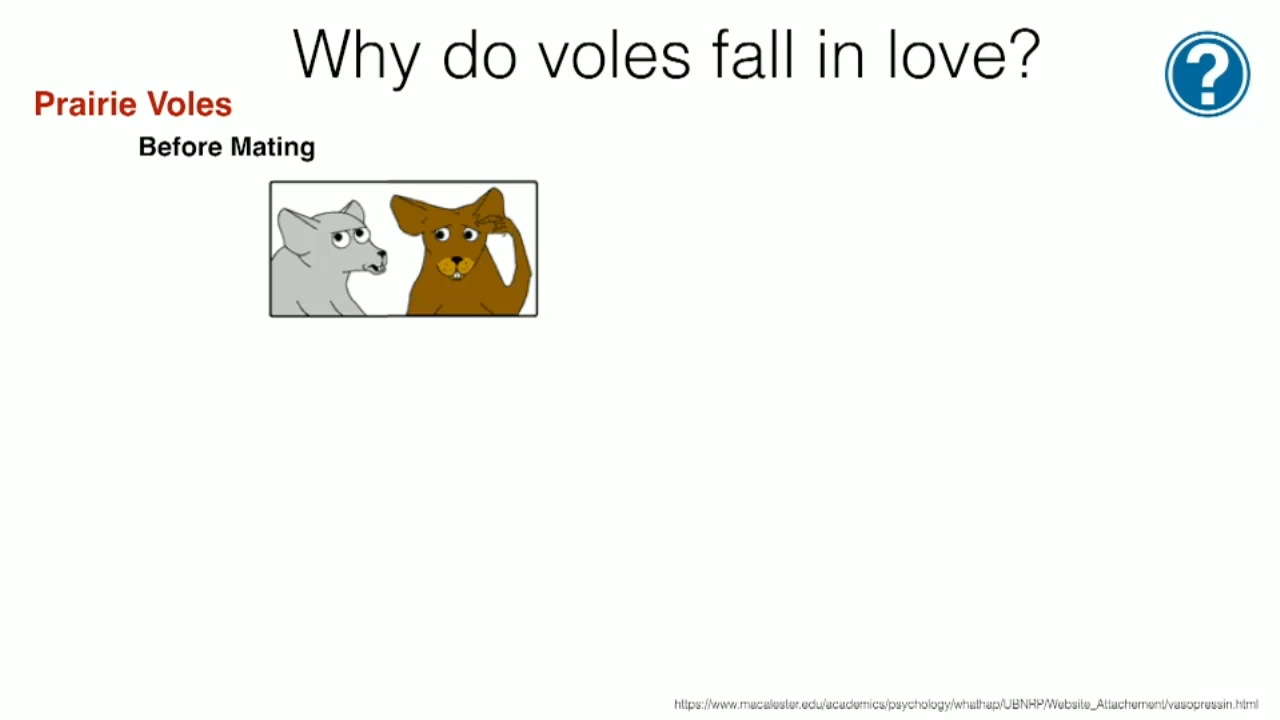 Why do voles fall in love?
?
Prairie Voles
Before Mating
https://www.macalester.edu/academics/psychology/whathap/UBNRP/Website_Attachement/vasopressin.html